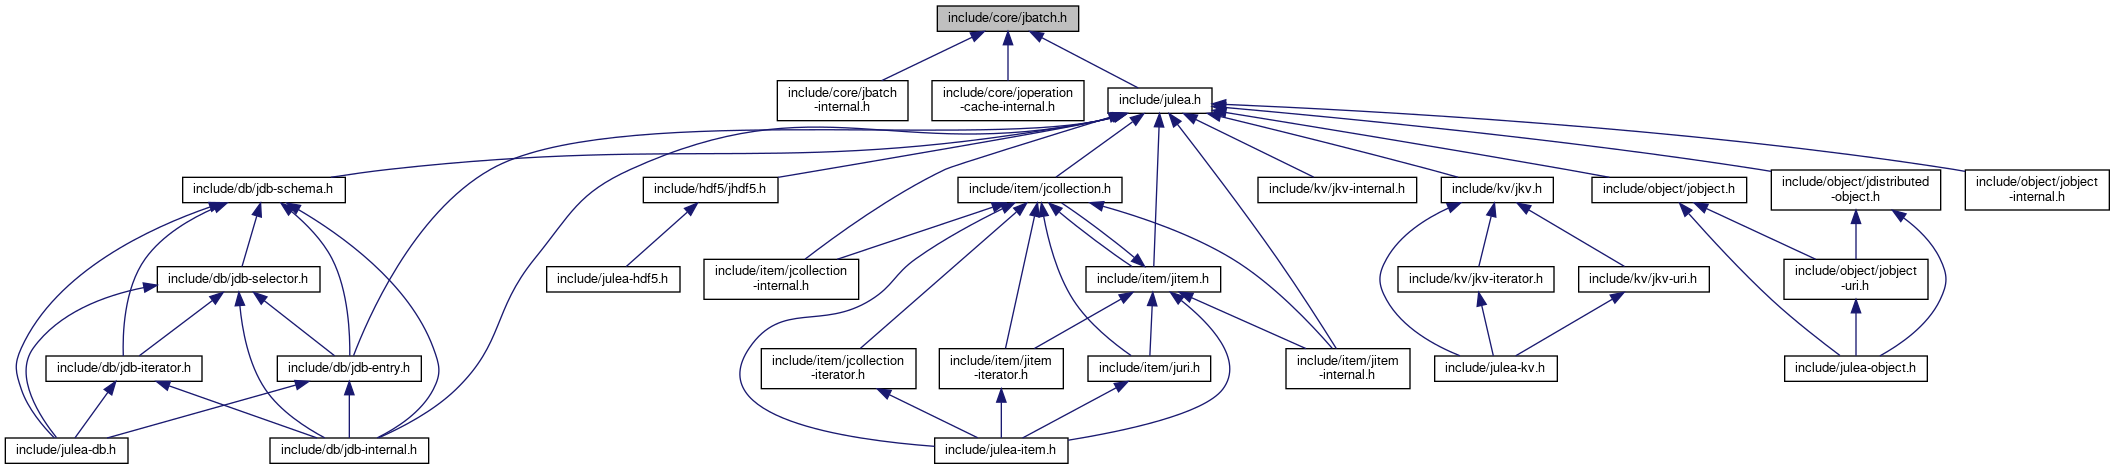 include/core/jbatch.h
include/core/jbatch
-internal.h
include/core/joperation
-cache-internal.h
include/julea.h
include/db/jdb-schema.h
include/hdf5/jhdf5.h
include/item/jcollection.h
include/kv/jkv-internal.h
include/kv/jkv.h
include/object/jobject.h
include/object/jdistributed
-object.h
include/object/jobject
-internal.h
include/db/jdb-selector.h
include/julea-hdf5.h
include/item/jcollection
-internal.h
include/item/jitem.h
include/kv/jkv-iterator.h
include/kv/jkv-uri.h
include/object/jobject
-uri.h
include/db/jdb-iterator.h
include/db/jdb-entry.h
include/item/jcollection
-iterator.h
include/item/jitem
-iterator.h
include/item/juri.h
include/item/jitem
-internal.h
include/julea-kv.h
include/julea-object.h
include/julea-db.h
include/db/jdb-internal.h
include/julea-item.h